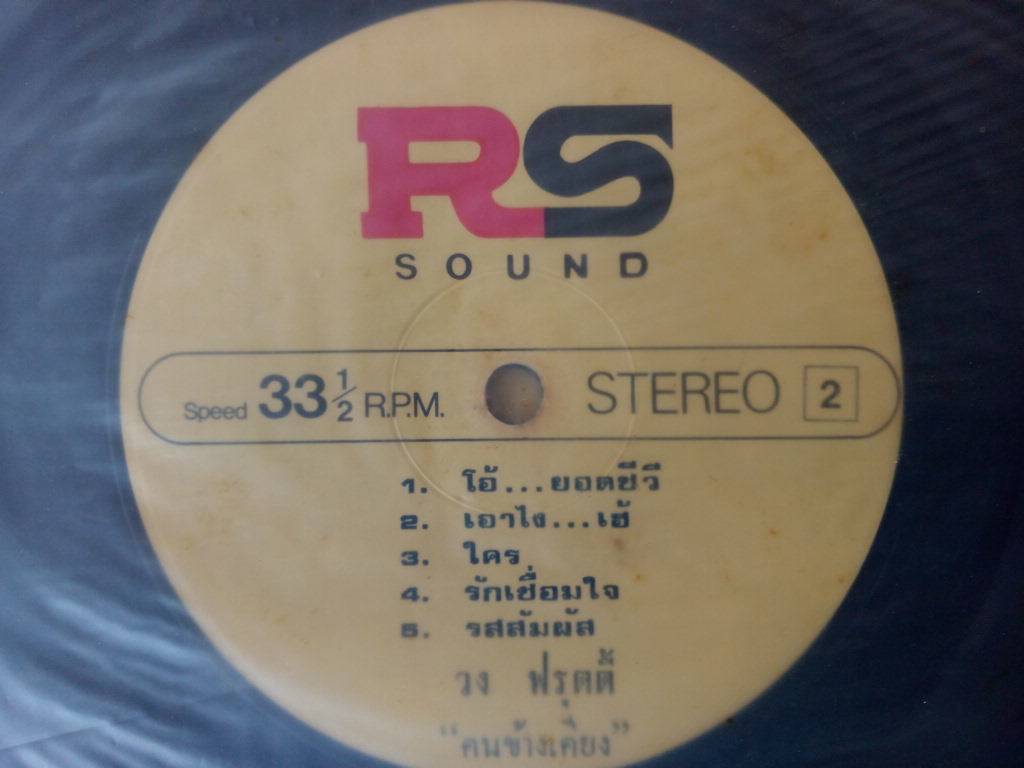 RS
SOUND
Speed 33 1/2 R.P.M. STEREO 2
1. โอ้...ยอดชีวี
2. เอาไง...เฮ้
3. ใคร
4. รักเชื่อมใจ
5. รสสัมผัส
วง ฟรุตตี้
“คนข้างเคียง”